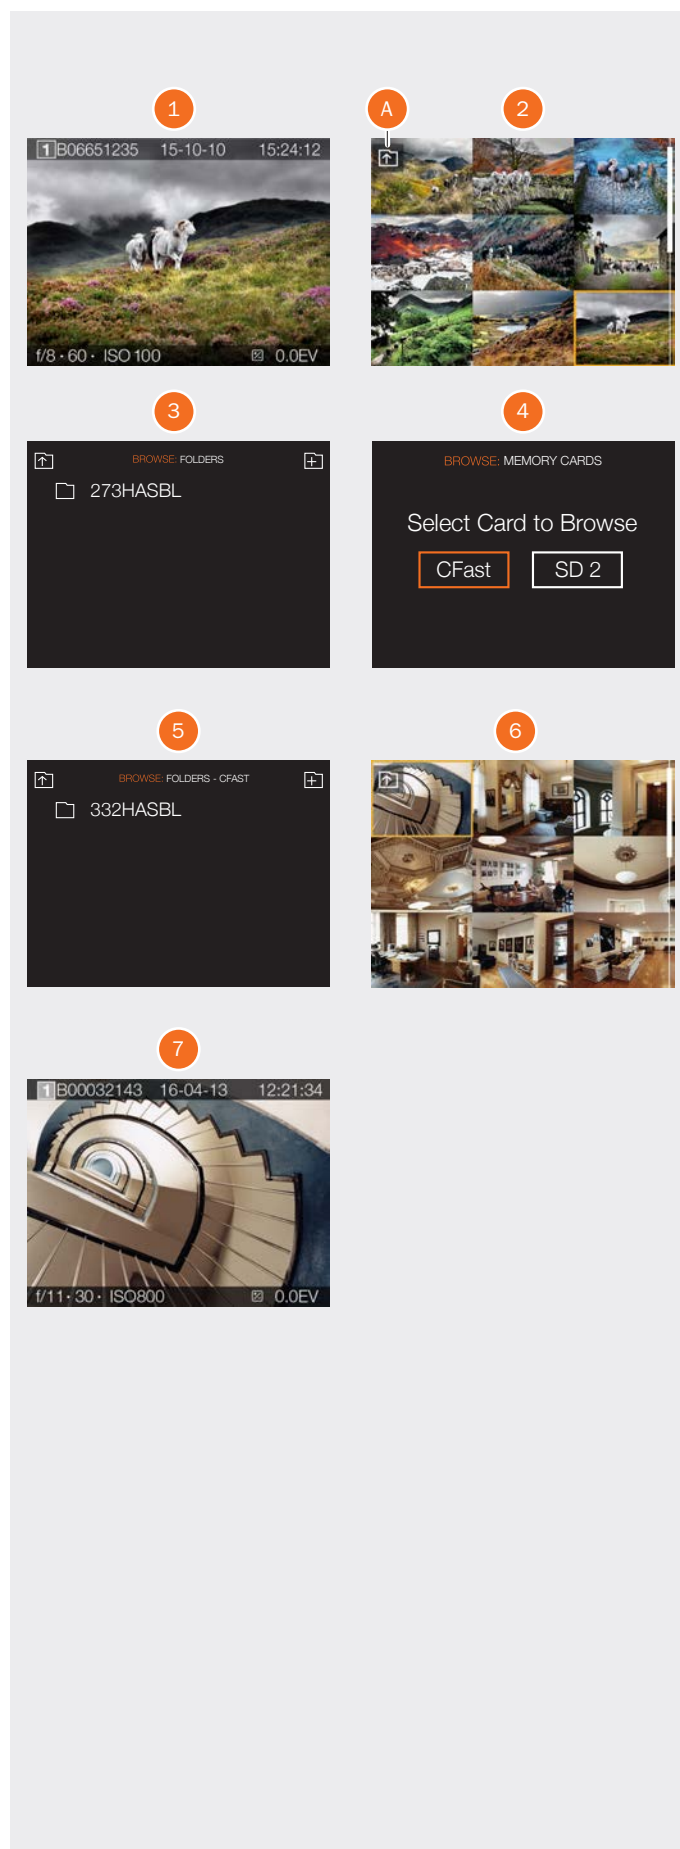 1
A
2
1 B06651235 15-10-10 15:24:12
f/8 · 60 · ISO 100 0.0EV
3
4
BROWSE: FOLDERS
273HASBL
BROWSE: MEMORY CARDS
Select Card to Browse
CFast SD 2
5
6
BROWSE: FOLDERS - CFAST
332HASBL
7
1 B00032143 16-04-13 12:21:34
f/11 · 30 · ISO800 0.0EV